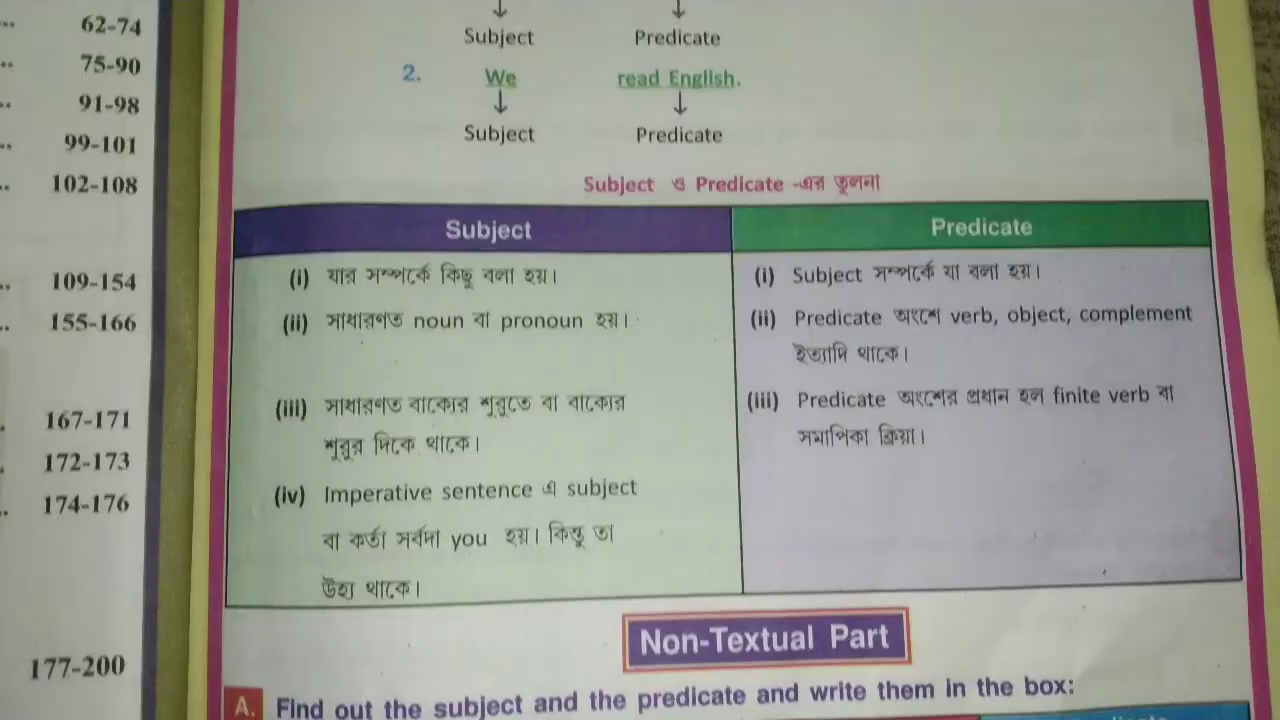 62-74
75-90
91-98
99-101
102-108
109-154
155-166
167-171
172-173
174-176
177-200
Subject Predicate
2. We read English.
Subject Predicate
Subject ও Predicate -এর তুলনা
Subject
(i) যার সম্পর্কে কিছু বলা হয়।
(ii) সাধারণত noun বা pronoun হয়।
(iii) সাধারণত বাক্যের শুরুতে বা বাক্যের
শুরুর দিকে থাকে।
(iv) Imperative sentence এ subject
বা কর্তা সর্বদা you হয়। কিন্তু তা
উহ্য থাকে।
Predicate
(i) Subject সম্পর্কে যা বলা হয়।
(ii) Predicate অংশে verb, object, complement
ইত্যাদি থাকে।
(iii) Predicate অংশের প্রধান হল finite verb বা
সমাপিকা ক্রিয়া।
Non-Textual Part
A. Find out the subject and the predicate and write them in the box: